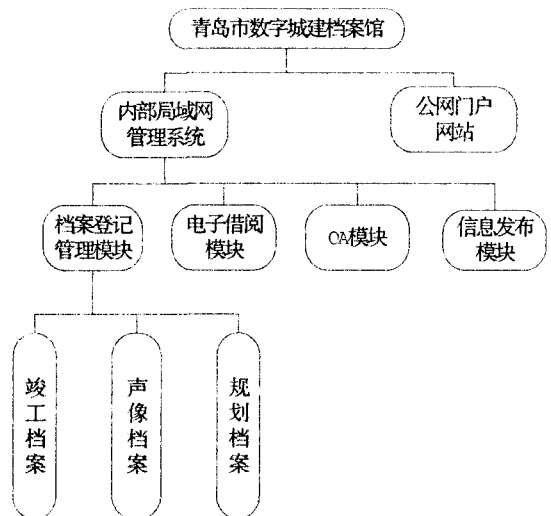 青岛市数字城建档案馆
内部局域网
管理系统
公网门户
网站
档案登记
管理模块
电子借阅
模块
OA模块
信息发布
模块
竣工档案
声像档案
规划档案